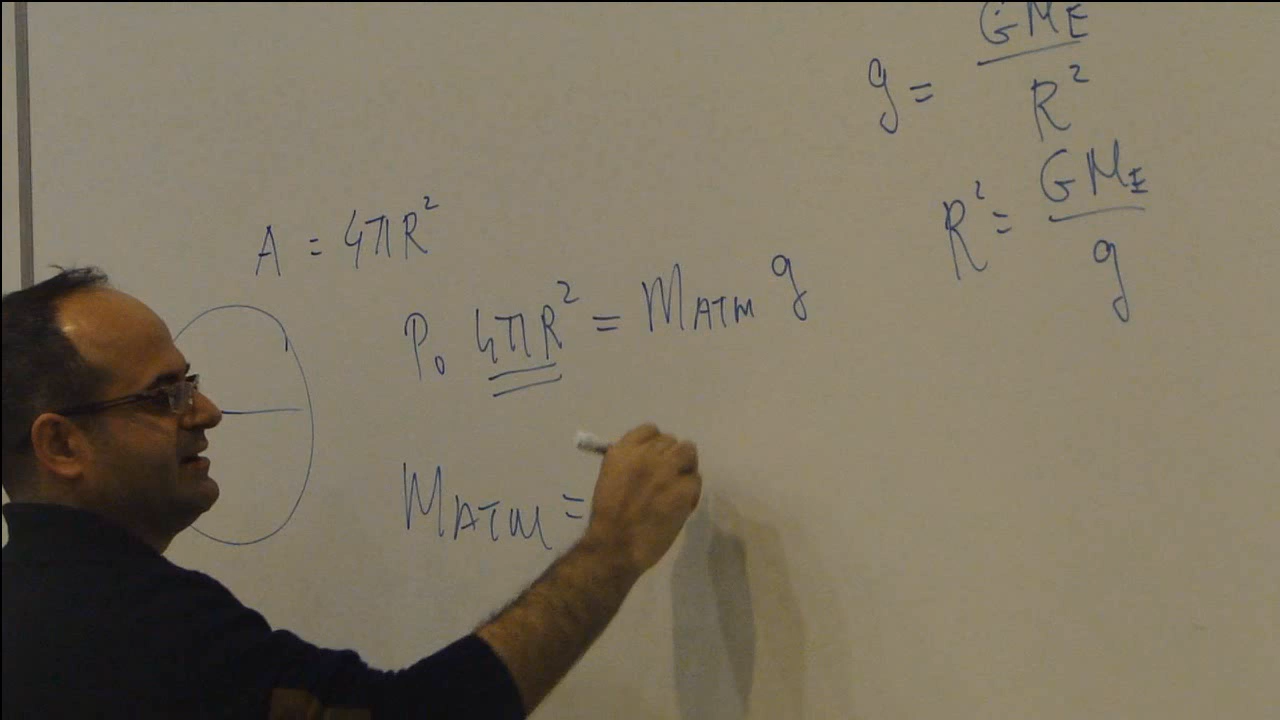 g = GM_E / R²
R² = GM_E / g
A = 4πR²
P₀ 4πR² = M_ATM g
M_ATM =